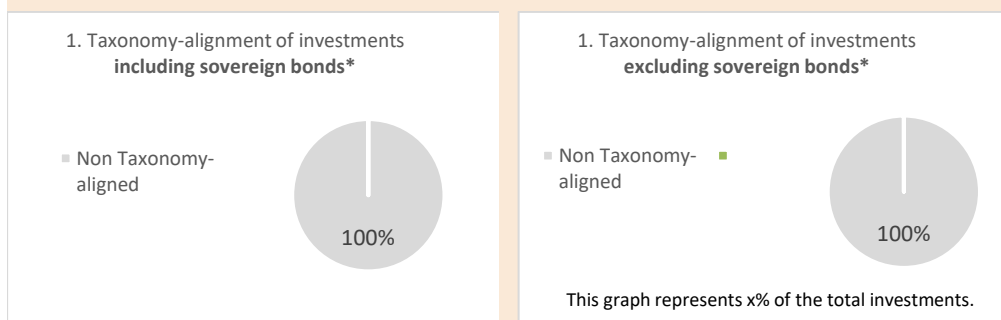 1. Taxonomy-alignment of investments
including sovereign bonds*
Non Taxonomy-
aligned
100%
1. Taxonomy-alignment of investments
excluding sovereign bonds*
Non Taxonomy-
aligned
100%
This graph represents x% of the total investments.